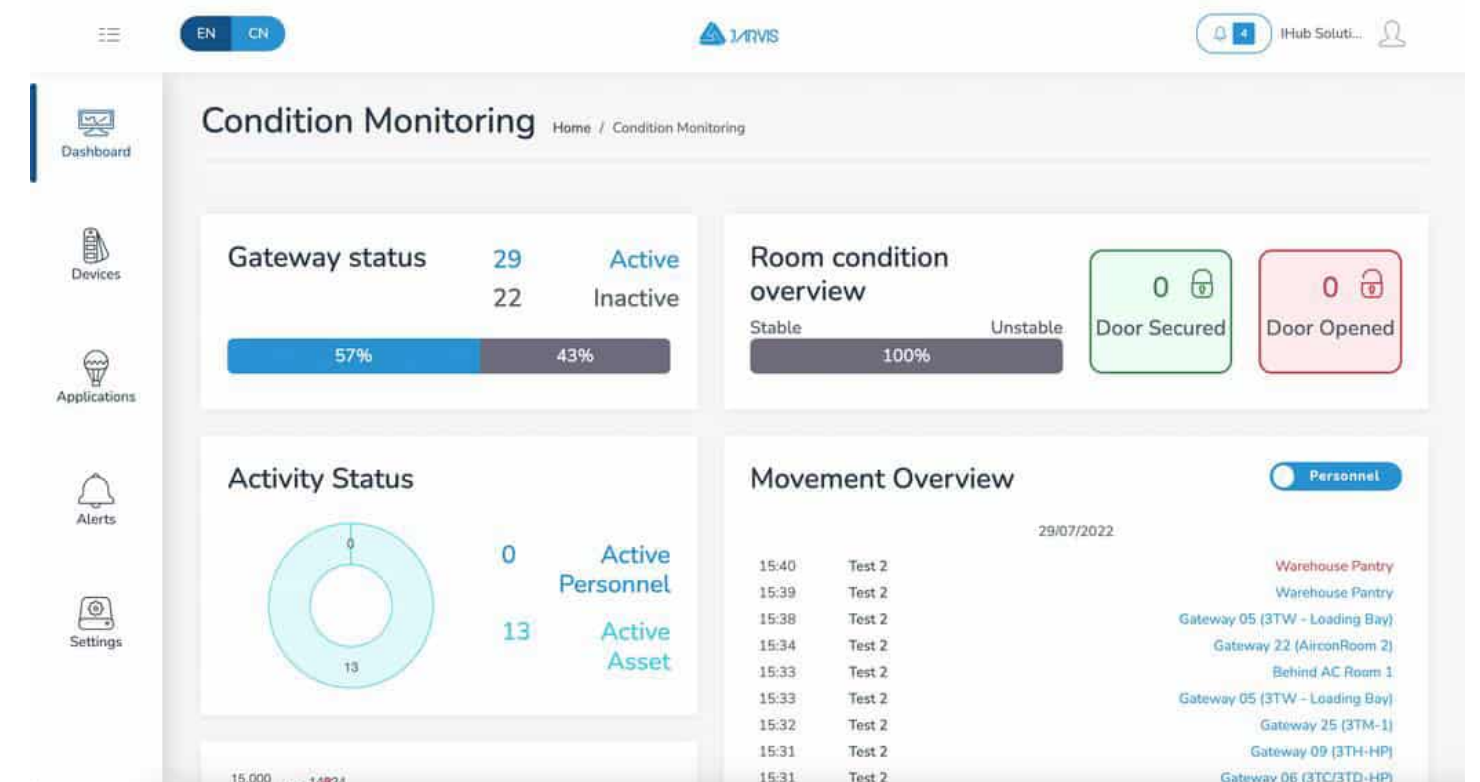 EN CN
JARVIS
4
IHub Soluti...
Dashboard
Devices
Applications
Alerts
Settings
Condition Monitoring
Home / Condition Monitoring
Gateway status
29 Active
22 Inactive
57% 43%
Room condition
overview
Stable Unstable
100%
0
Door Secured
0
Door Opened
Activity Status
0
13
0 Active
Personnel
13 Active
Asset
Movement Overview
Personnel
29/07/2022
15:40 Test 2 Warehouse Pantry
15:39 Test 2 Warehouse Pantry
15:38 Test 2 Gateway 05 (3TW - Loading Bay)
15:34 Test 2 Gateway 22 (AirconRoom 2)
15:33 Test 2 Behind AC Room 1
15:33 Test 2 Gateway 05 (3TW - Loading Bay)
15:32 Test 2 Gateway 25 (3TM-1)
15:31 Test 2 Gateway 09 (3TH-HP)
15:31 Test 2 Gateway 06 (3TC/3TD-HP)
15,000